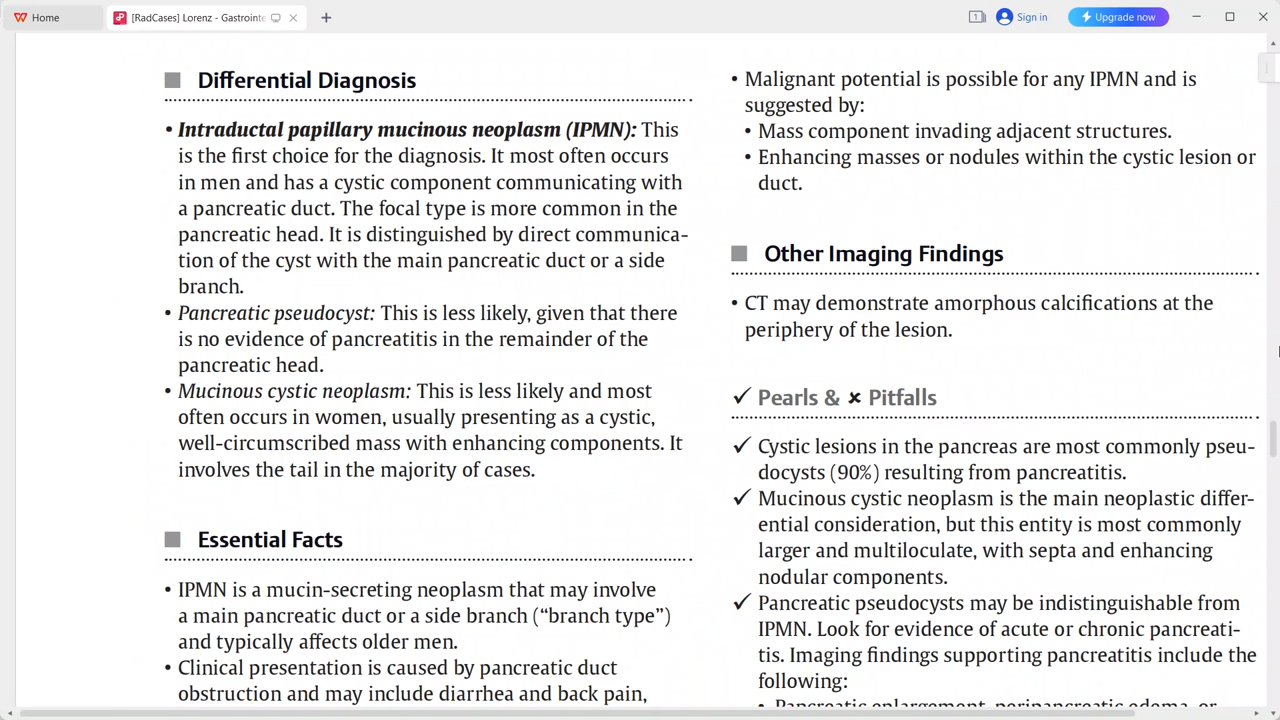 Home
[RadCases] Lorenz - Gastrointe
Sign in
Upgrade now
Differential Diagnosis
• Intraductal papillary mucinous neoplasm (IPMN): This
is the first choice for the diagnosis. It most often occurs
in men and has a cystic component communicating with
a pancreatic duct. The focal type is more common in the
pancreatic head. It is distinguished by direct communica-
tion of the cyst with the main pancreatic duct or a side
branch.
• Pancreatic pseudocyst: This is less likely, given that there
is no evidence of pancreatitis in the remainder of the
pancreatic head.
• Mucinous cystic neoplasm: This is less likely and most
often occurs in women, usually presenting as a cystic,
well-circumscribed mass with enhancing components. It
involves the tail in the majority of cases.
Essential Facts
• IPMN is a mucin-secreting neoplasm that may involve
a main pancreatic duct or a side branch (“branch type”)
and typically affects older men.
• Clinical presentation is caused by pancreatic duct
obstruction and may include diarrhea and back pain,
• Malignant potential is possible for any IPMN and is
suggested by:
• Mass component invading adjacent structures.
• Enhancing masses or nodules within the cystic lesion or
duct.
Other Imaging Findings
• CT may demonstrate amorphous calcifications at the
periphery of the lesion.
✓ Pearls & ✗ Pitfalls
✓ Cystic lesions in the pancreas are most commonly pseu-
docysts (90%) resulting from pancreatitis.
✓ Mucinous cystic neoplasm is the main neoplastic differ-
ential consideration, but this entity is most commonly
larger and multiloculate, with septa and enhancing
nodular components.
✓ Pancreatic pseudocysts may be indistinguishable from
IPMN. Look for evidence of acute or chronic pancreati-
tis. Imaging findings supporting pancreatitis include the
following:
• Pancreatic enlargement, peripancreatic edema, or